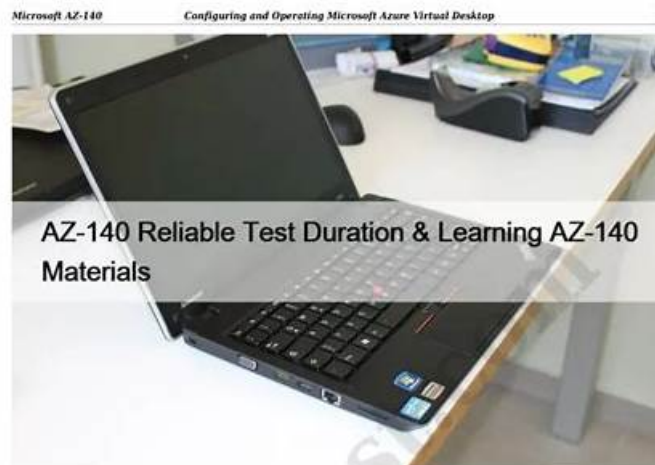 Microsoft AZ-140 Configuring and Operating Microsoft Azure Virtual Desktop
AZ-140 Reliable Test Duration & Learning AZ-140
Materials